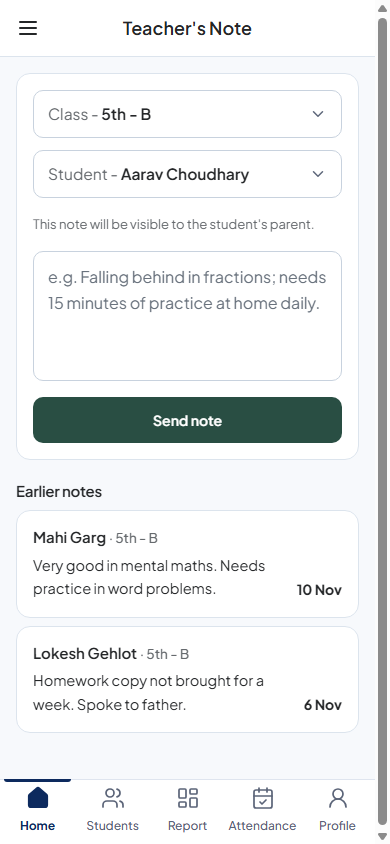 Teacher's Note
Class - 5th - B
Student - Aarav Choudhary
This note will be visible to the student's parent.
e.g. Falling behind in fractions; needs
15 minutes of practice at home daily.
Send note
Earlier notes
Mahi Garg · 5th - B
Very good in mental maths. Needs
practice in word problems.
10 Nov
Lokesh Gehlot · 5th - B
Homework copy not brought for a
week. Spoke to father.
6 Nov
Home
Students
Report
Attendance
Profile